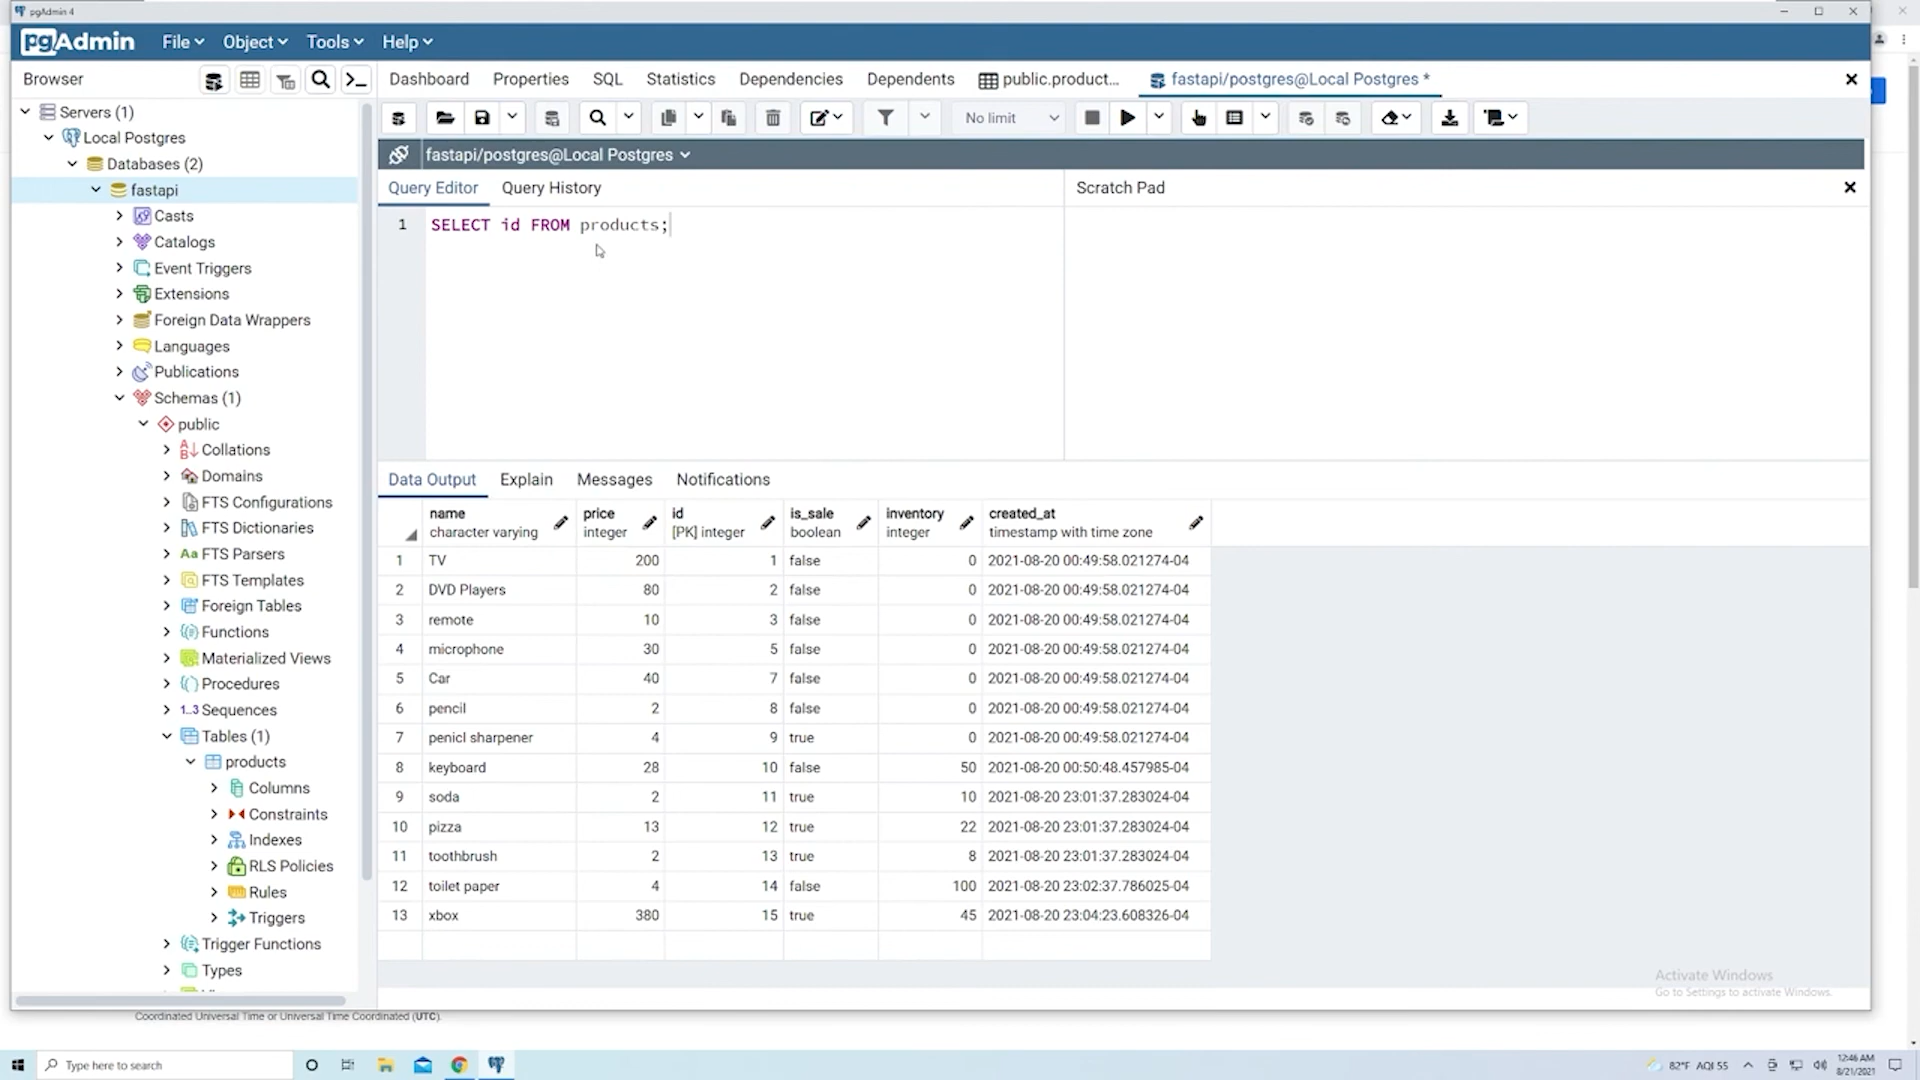 pgAdmin 4
pgAdmin File Object Tools Help
Browser
Dashboard Properties SQL Statistics Dependencies Dependents public.product... fastapi/postgres@Local Postgres *
No limit
fastapi/postgres@Local Postgres
Query Editor Query History
Scratch Pad
1 SELECT id FROM products;
Servers (1)
Local Postgres
Databases (2)
fastapi
Casts
Catalogs
Event Triggers
Extensions
Foreign Data Wrappers
Languages
Publications
Schemas (1)
public
Collations
Domains
FTS Configurations
FTS Dictionaries
Aa FTS Parsers
FTS Templates
Foreign Tables
Functions
Materialized Views
Procedures
1..3 Sequences
Tables (1)
products
Columns
Constraints
Indexes
RLS Policies
Rules
Triggers
Trigger Functions
Types
Data Output Explain Messages Notifications
name price id is_sale inventory created_at
character varying integer [PK] integer boolean integer timestamp with time zone
1 TV 200 1 false 0 2021-08-20 00:49:58.021274-04
2 DVD Players 80 2 false 0 2021-08-20 00:49:58.021274-04
3 remote 10 3 false 0 2021-08-20 00:49:58.021274-04
4 microphone 30 5 false 0 2021-08-20 00:49:58.021274-04
5 Car 40 7 false 0 2021-08-20 00:49:58.021274-04
6 pencil 2 8 false 0 2021-08-20 00:49:58.021274-04
7 penicl sharpener 4 9 true 0 2021-08-20 00:49:58.021274-04
8 keyboard 28 10 false 50 2021-08-20 00:50:48.457985-04
9 soda 2 11 true 10 2021-08-20 23:01:37.283024-04
10 pizza 13 12 true 22 2021-08-20 23:01:37.283024-04
11 toothbrush 2 13 true 8 2021-08-20 23:01:37.283024-04
12 toilet paper 4 14 false 100 2021-08-20 23:02:37.786025-04
13 xbox 380 15 true 45 2021-08-20 23:04:23.608326-04
Activate Windows
Go to Settings to activate Windows.
Coordinated Universal Time or Universal Time Coordinated (UTC).
Type here to search
82°F AQI 55
12:46 AM
8/21/2021